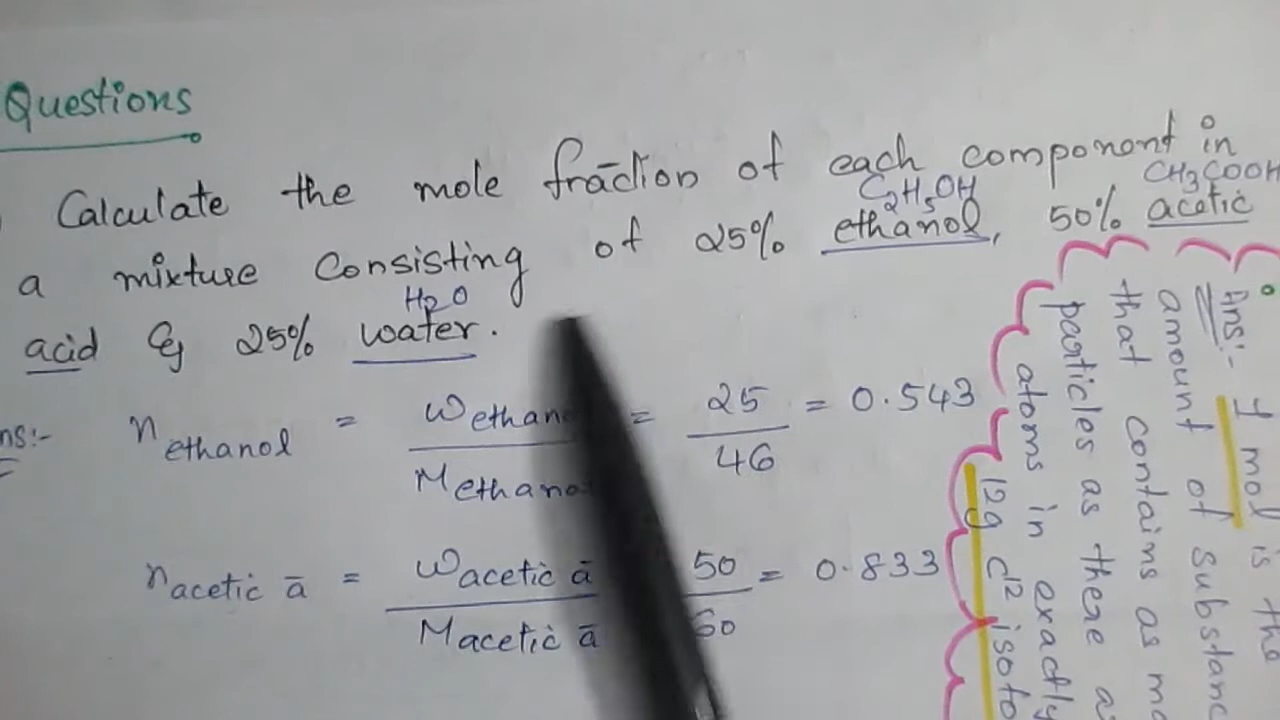 Questions
Calculate the mole fraction of each component in
C2H5OH CH3COOH
a mixture consisting of 25% ethanol, 50% acetic
H2O
acid & 25% water.
ns:- n ethanol = W ethan = 25/46 = 0.543
M ethano
n acetic ā = W acetic ā / M acetic ā 50/60 = 0.833
Ans:- 1 mol is the
amount of substanc
that contains as m
particles as there a
atoms in exactly
12g C12 isoto